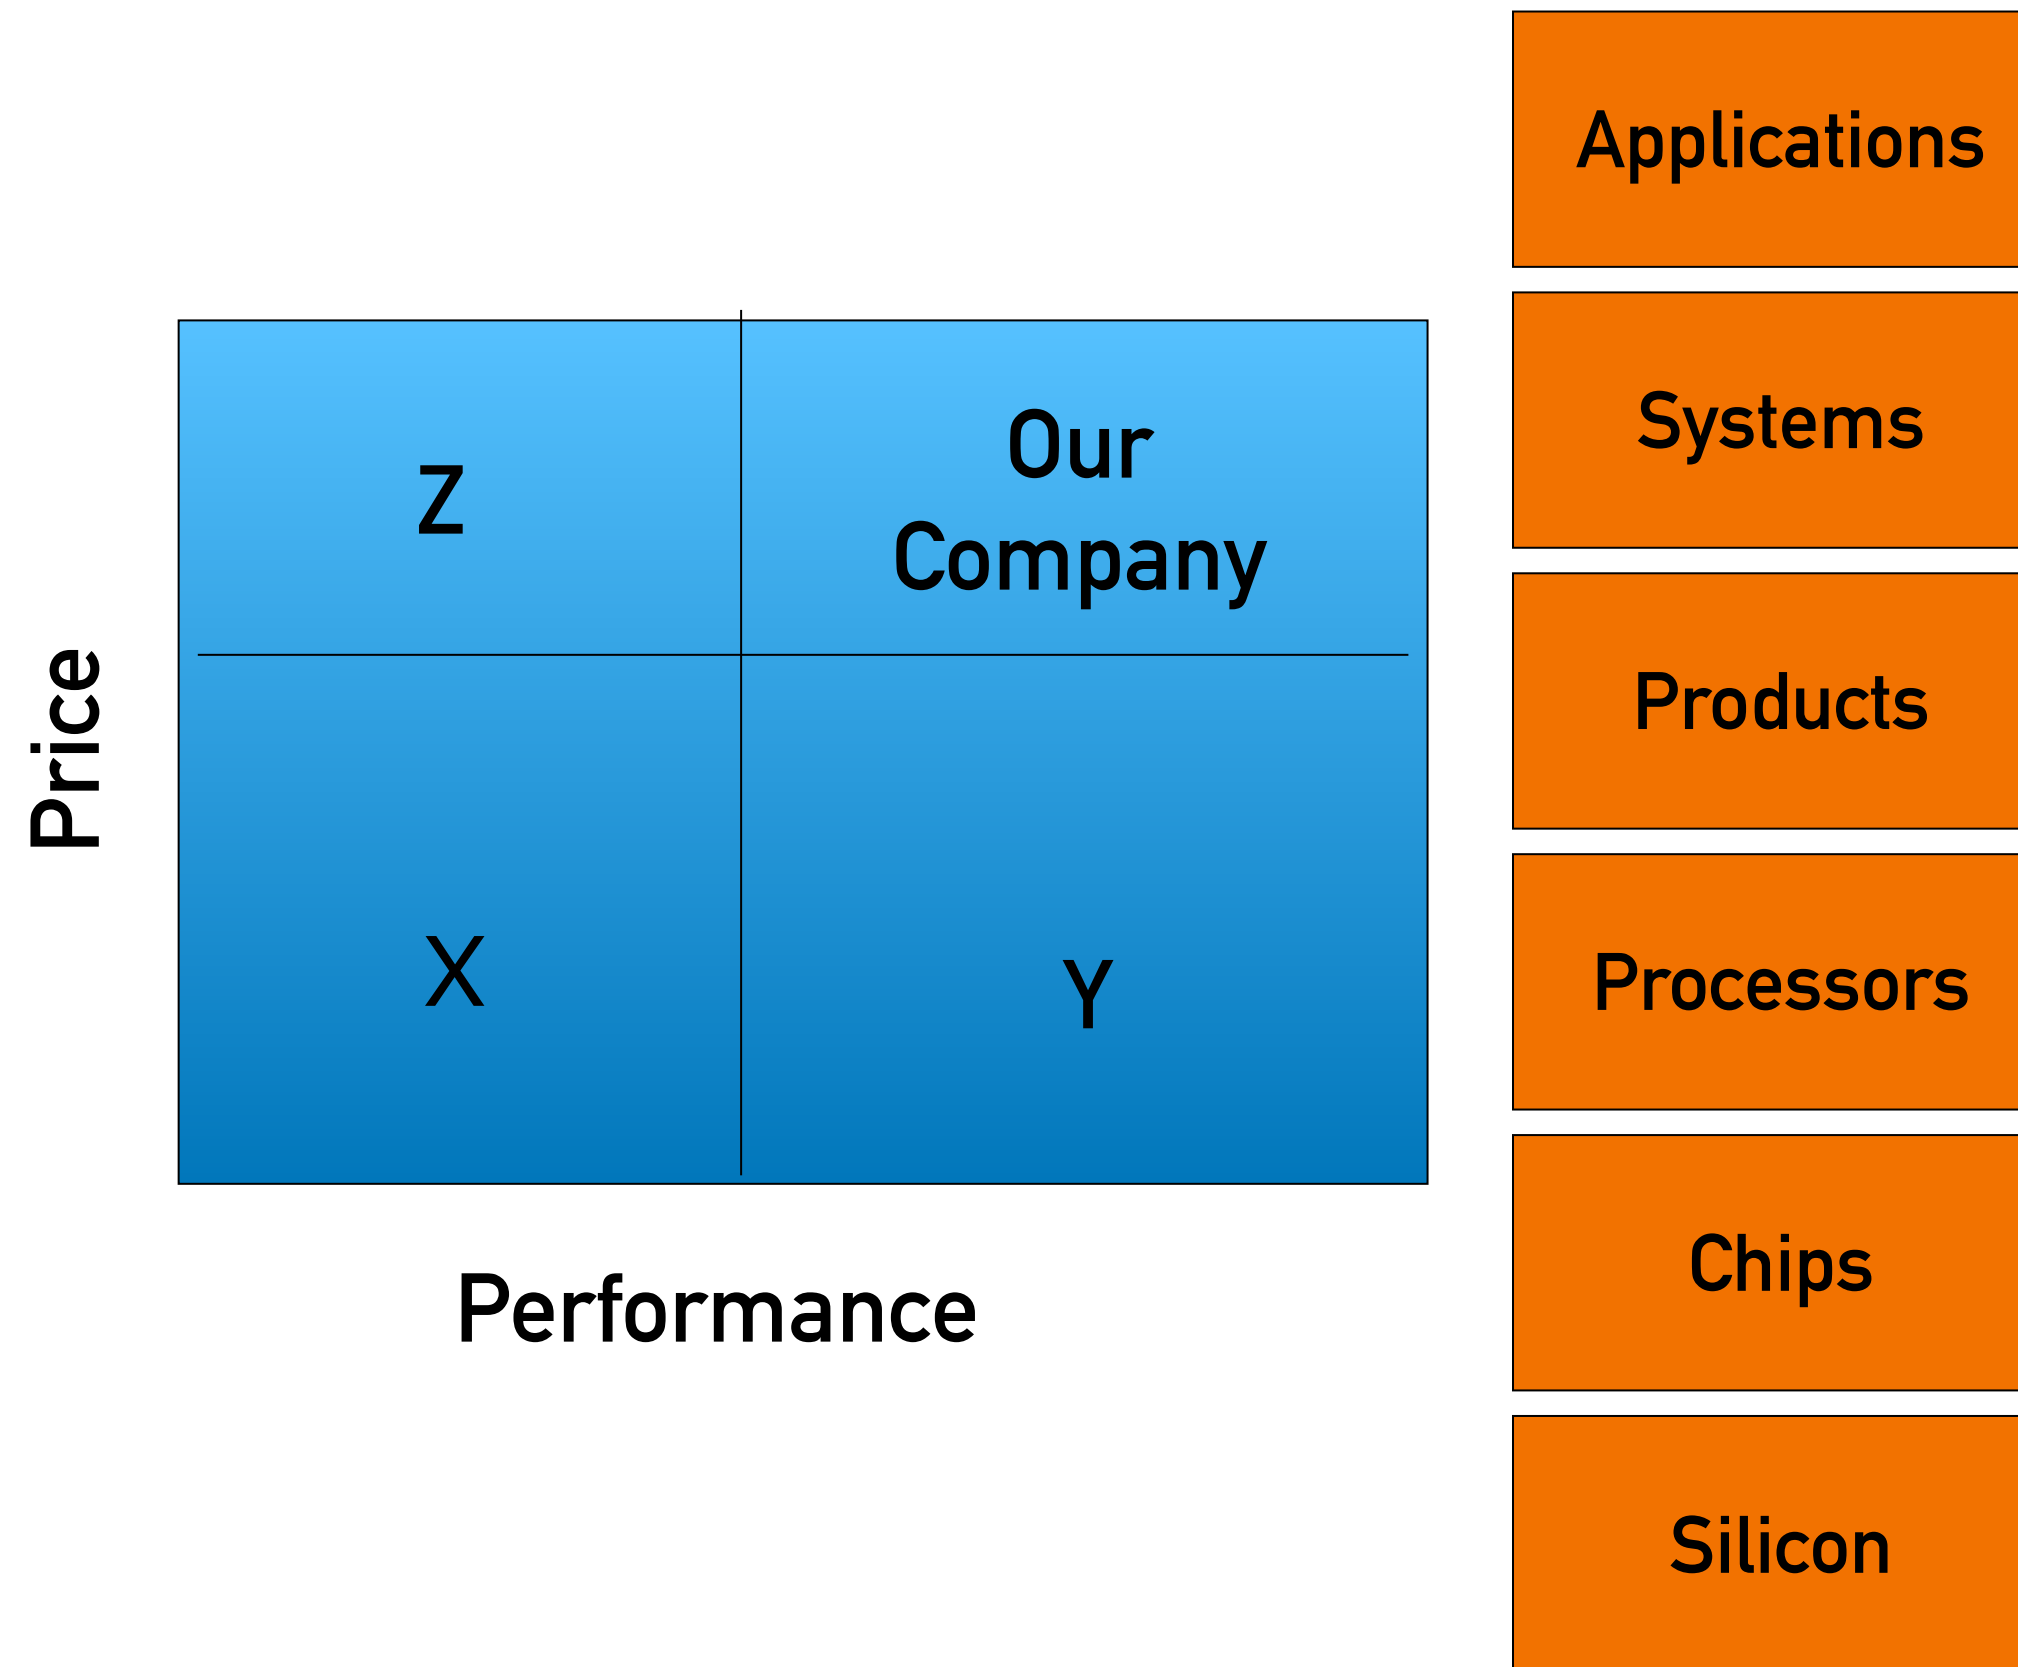 Price
Z
Our
Company
X
Y
Performance
Applications
Systems
Products
Processors
Chips
Silicon